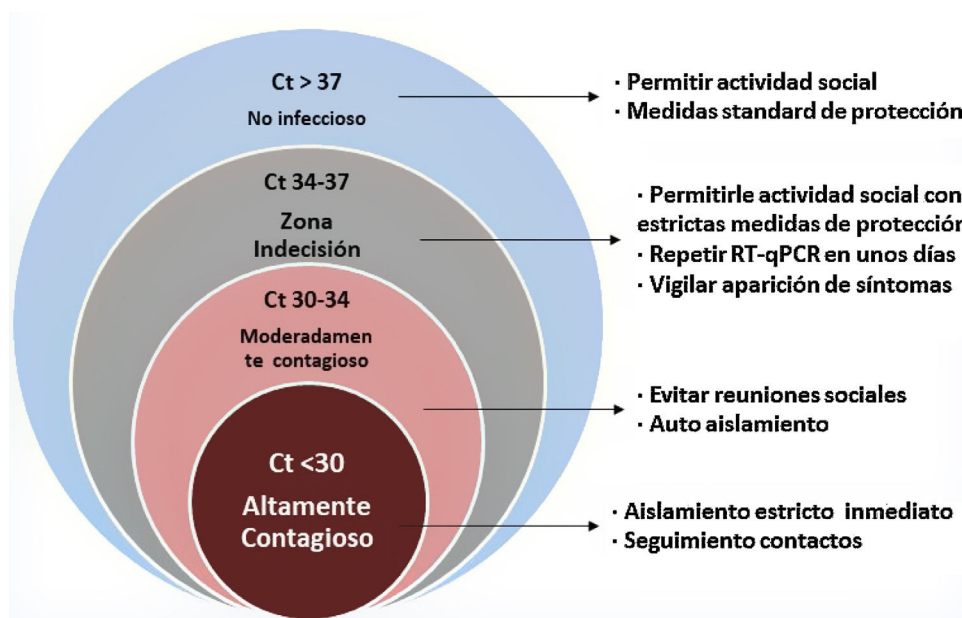 Ct > 37
No infeccioso
· Permitir actividad social
· Medidas standard de protección
Ct 34-37
Zona
Indecisión
· Permitirle actividad social con
estrictas medidas de protección
· Repetir RT-qPCR en unos días
· Vigilar aparición de síntomas
Ct 30-34
Moderadamen
te contagioso
· Evitar reuniones sociales
· Auto aislamiento
Ct <30
Altamente
Contagioso
· Aislamiento estricto inmediato
· Seguimiento contactos